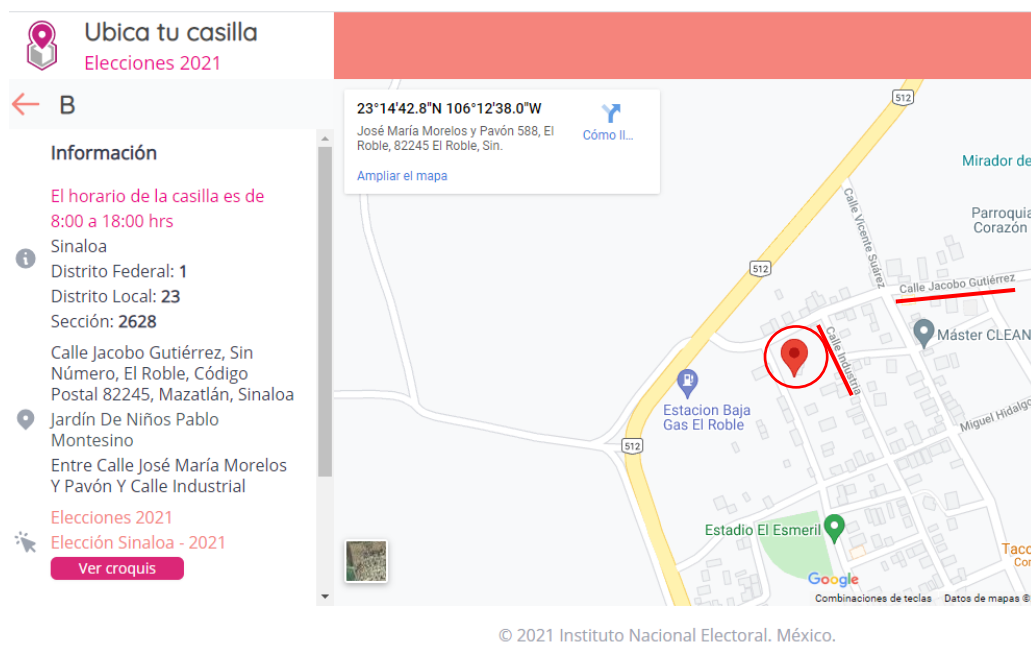 Ubica tu casilla
Elecciones 2021
B
Información
El horario de la casilla es de
8:00 a 18:00 hrs
Sinaloa
Distrito Federal: 1
Distrito Local: 23
Sección: 2628
Calle Jacobo Gutiérrez, Sin
Número, El Roble, Código
Postal 82245, Mazatlán, Sinaloa
Jardín De Niños Pablo
Montesino
Entre Calle José María Morelos
Y Pavón Y Calle Industrial
Elecciones 2021
Elección Sinaloa - 2021
Ver croquis
23°14'42.8"N 106°12'38.0"W
José María Morelos y Pavón 588, El
Roble, 82245 El Roble, Sin.
Cómo ll...
Ampliar el mapa
512
Mirador de
Calle Vicente Suárez
Parroquia
Corazón
512
Calle Jacobo Gutiérrez
Calle Industria
Máster CLEAN
Estacion Baja
Gas El Roble
Miguel Hidalgo
512
Estadio El Esmeril
Taco
Com
Google
Combinaciones de teclas
Datos de mapas ©
© 2021 Instituto Nacional Electoral. México.